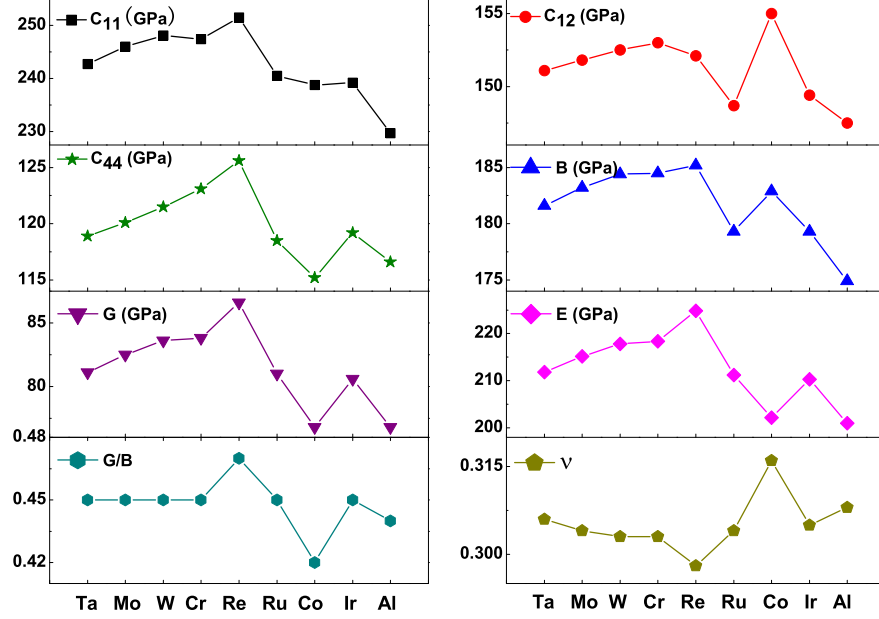 C11 (GPa)
250
240
230
C12 (GPa)
155
150
C44 (GPa)
125
120
115
B (GPa)
185
180
175
G (GPa)
85
80
0.48
E (GPa)
220
210
200
G/B
0.45
0.42
ν
0.315
0.300
Ta Mo W Cr Re Ru Co Ir Al
Ta Mo W Cr Re Ru Co Ir Al